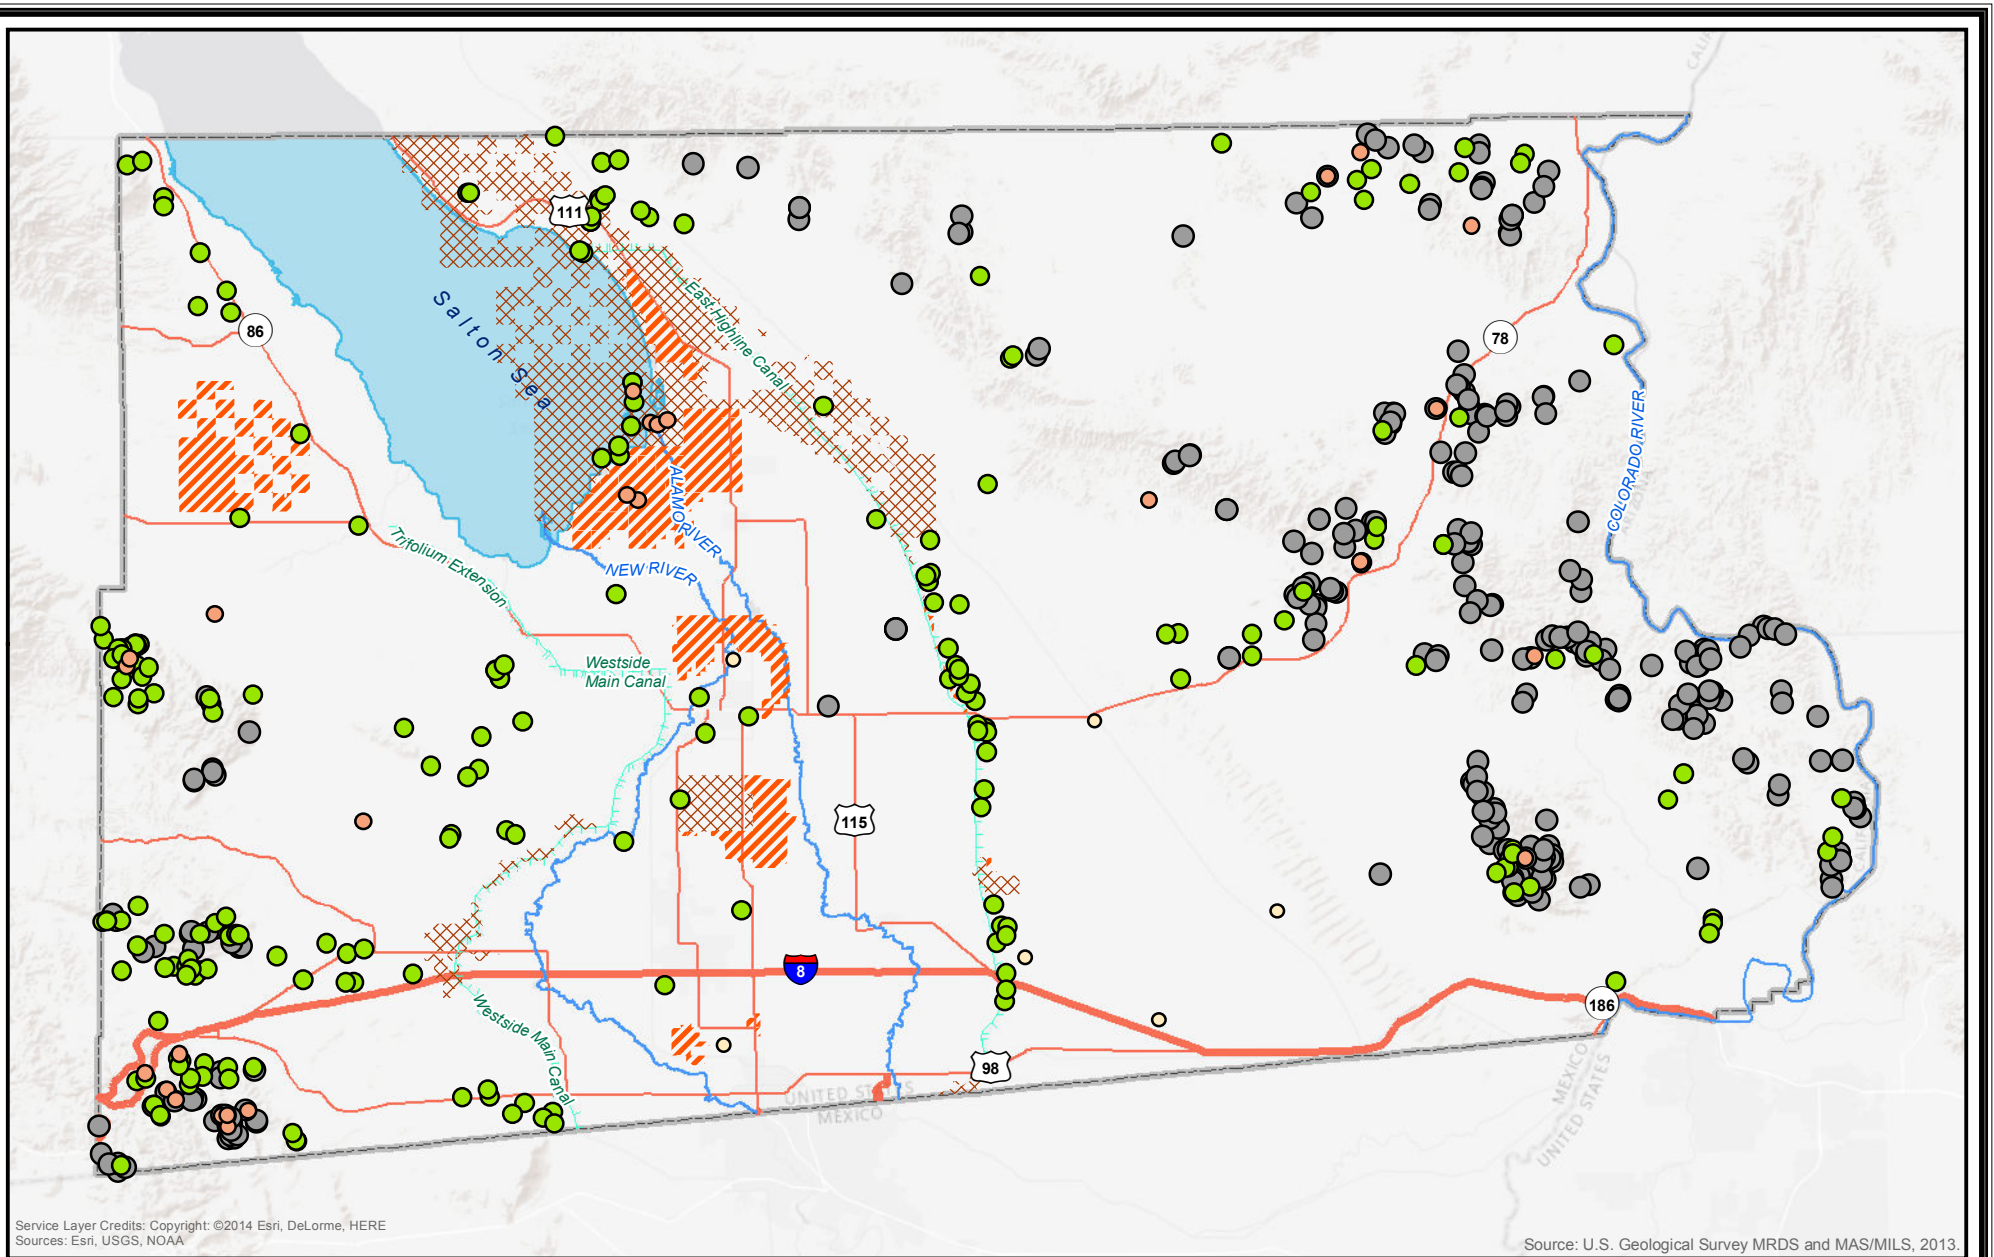 CALIF
111
East Highline Canal
Salton Sea
86
78
COLORADO RIVER
ALAMO RIVER
Trifolium Extension
NEW RIVER
Westside
Main Canal
115
8
186
Westside Main Canal
98
UNITED STATES
MEXICO
MEXICO
UNITED STATES
Service Layer Credits: Copyright: ©2014 Esri, DeLorme, HERE
Sources: Esri, USGS, NOAA
Source: U.S. Geological Survey MRDS and MAS/MILS, 2013.